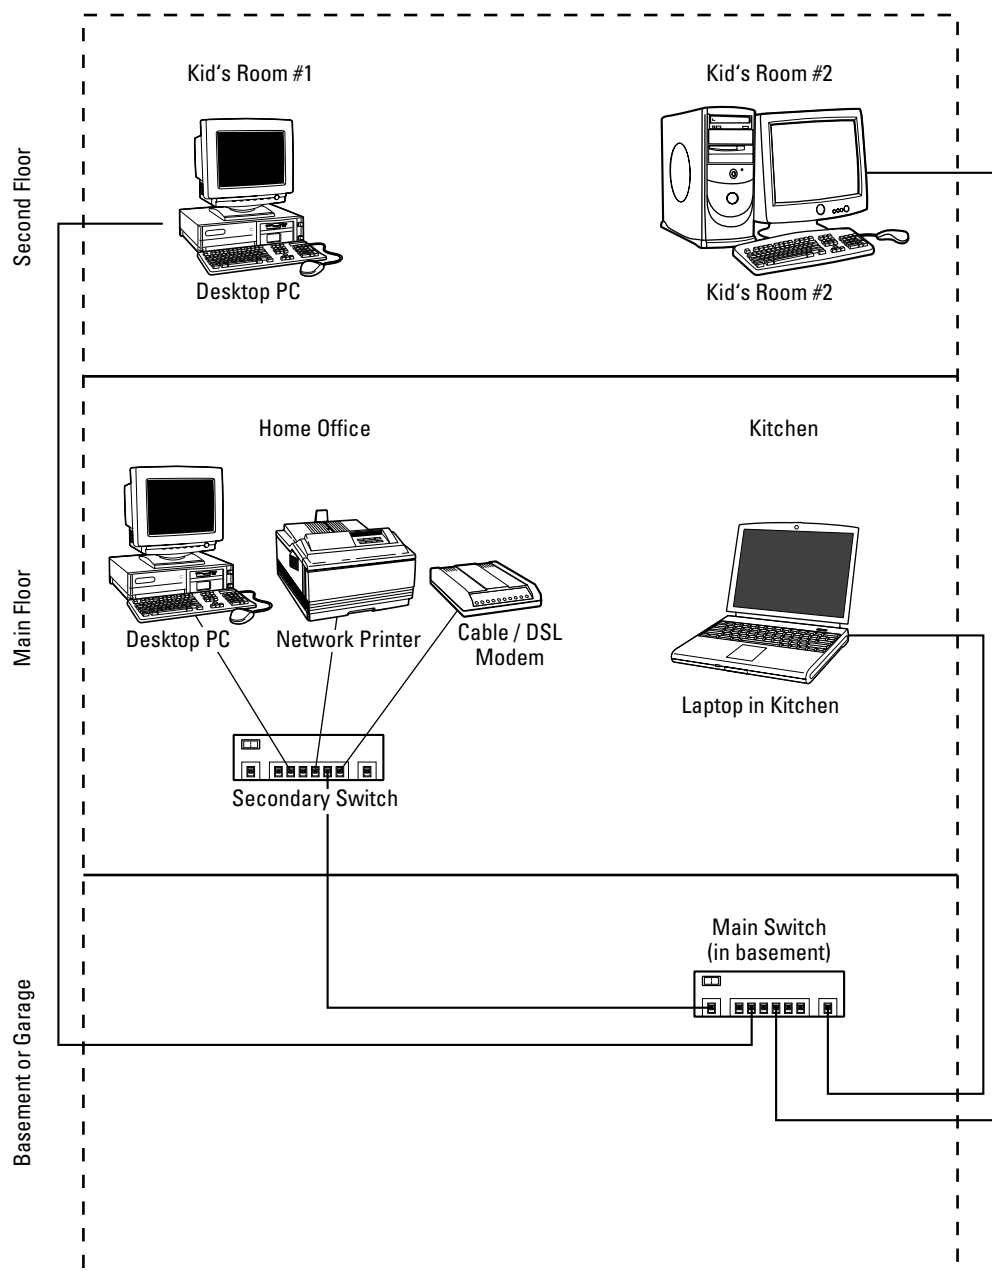 Second Floor
Kid‘s Room #1
Kid‘s Room #2
Desktop PC
Kid‘s Room #2
Main Floor
Home Office
Kitchen
Desktop PC
Network Printer
Cable / DSL
Modem
Laptop in Kitchen
Secondary Switch
Basement or Garage
Main Switch
(in basement)